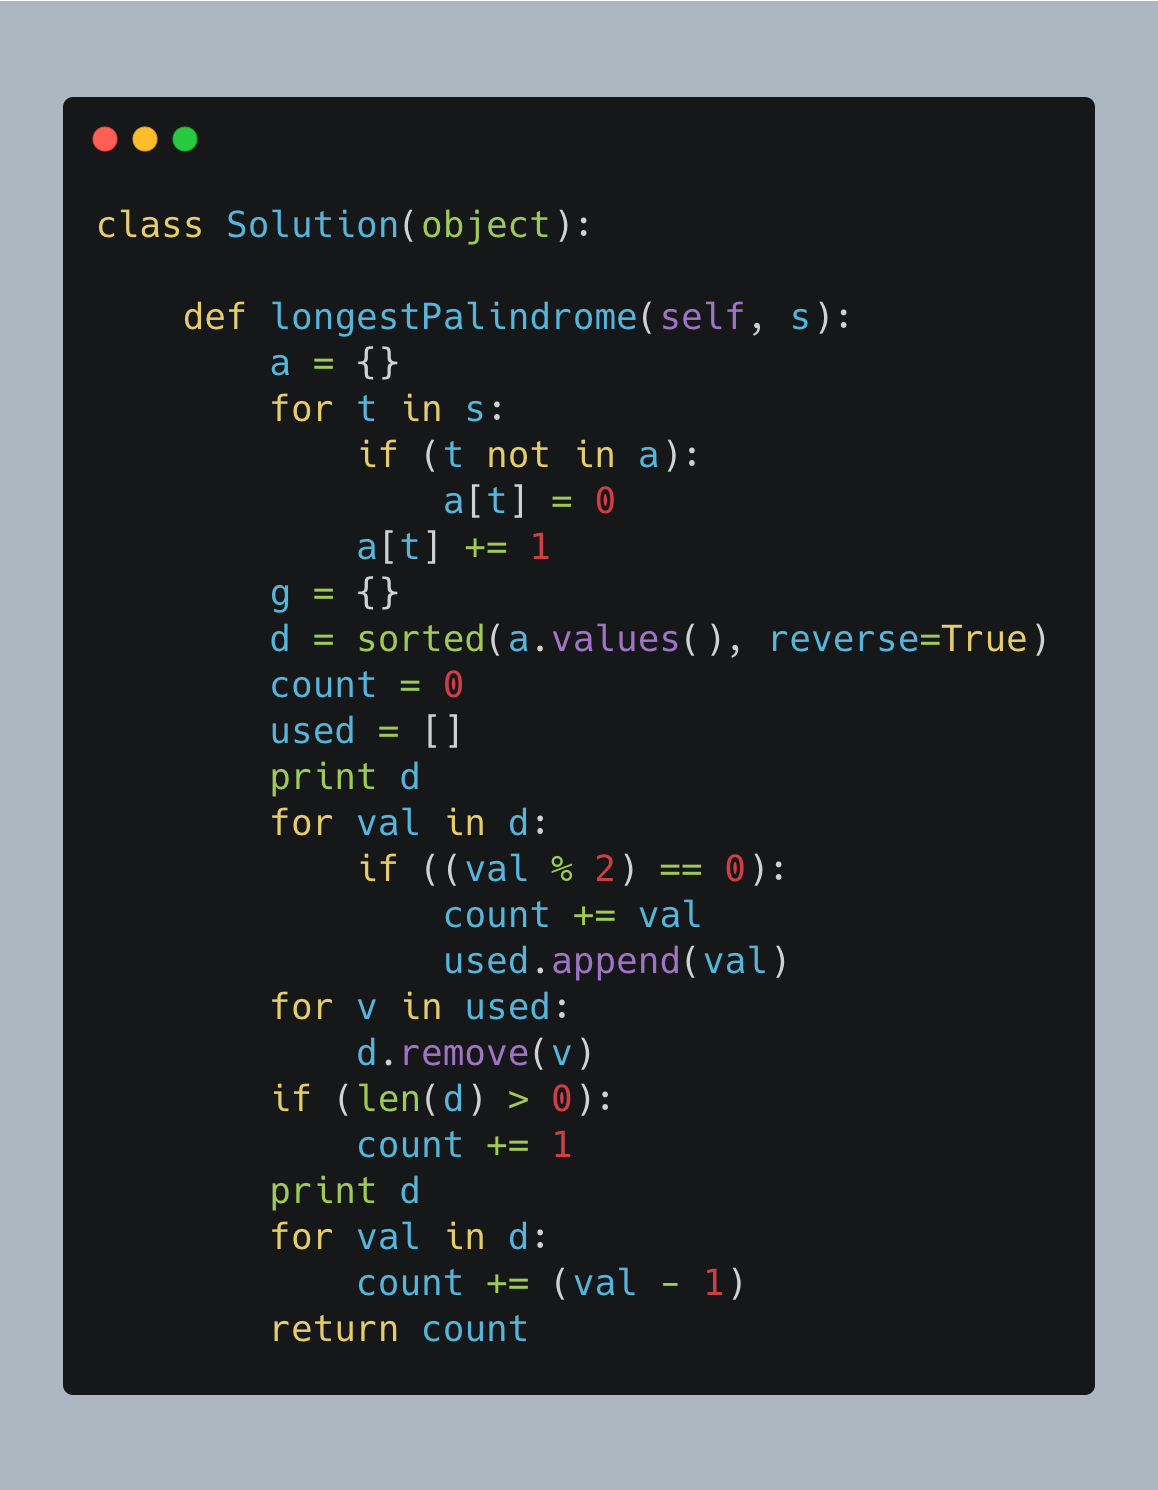 class Solution(object):

    def longestPalindrome(self, s):
        a = {}
        for t in s:
            if (t not in a):
                a[t] = 0
            a[t] += 1
        g = {}
        d = sorted(a.values(), reverse=True)
        count = 0
        used = []
        print d
        for val in d:
            if ((val % 2) == 0):
                count += val
                used.append(val)
        for v in used:
            d.remove(v)
        if (len(d) > 0):
            count += 1
        print d
        for val in d:
            count += (val - 1)
        return count